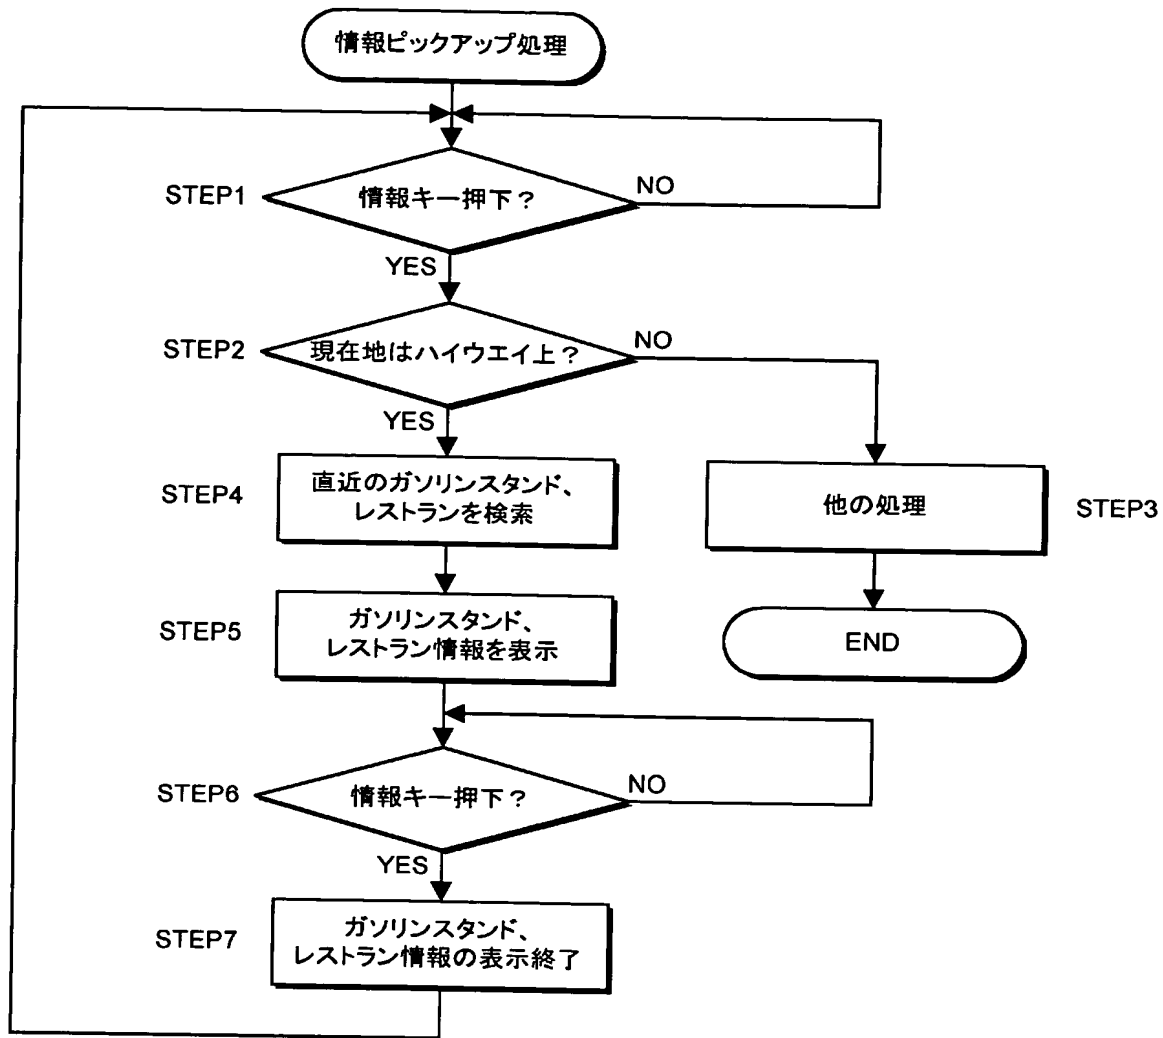 情報ピックアップ処理
STEP1
情報キー押下?
NO
YES
STEP2
現在地はハイウエイ上?
NO
YES
STEP4
直近のガソリンスタンド、
レストランを検索
他の処理
STEP3
STEP5
ガソリンスタンド、
レストラン情報を表示
END
STEP6
情報キー押下?
NO
YES
STEP7
ガソリンスタンド、
レストラン情報の表示終了